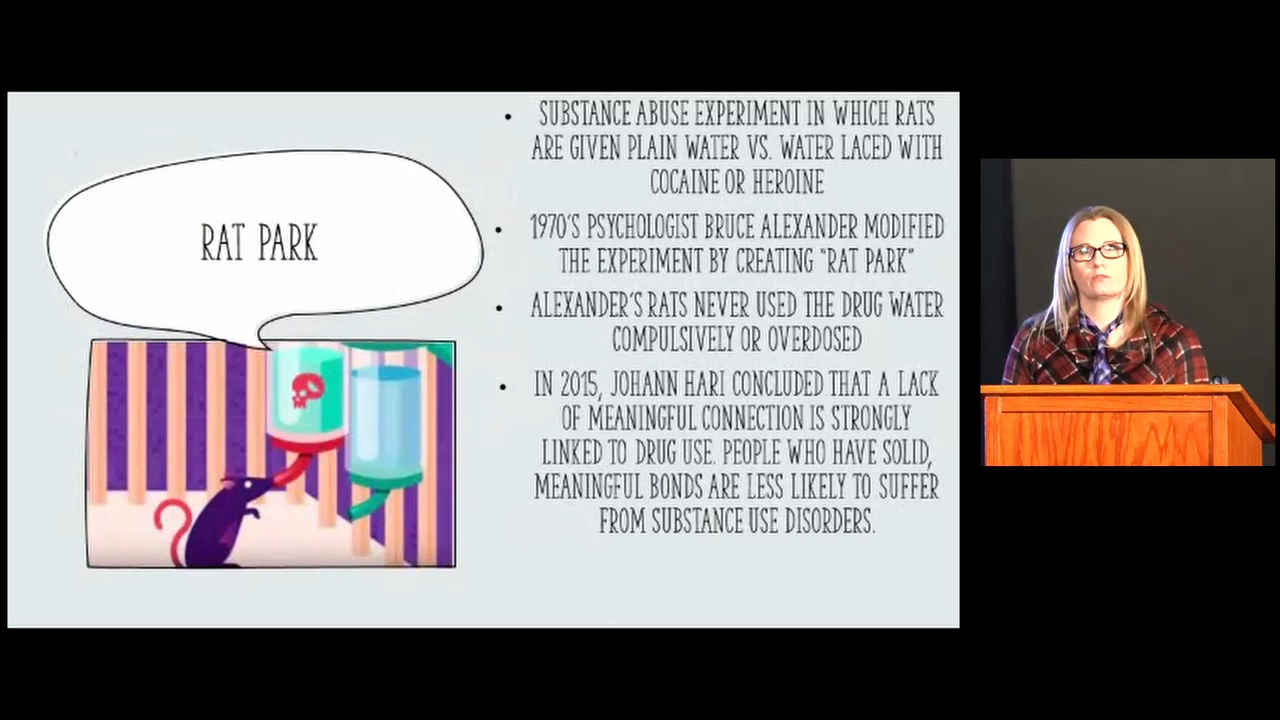 RAT PARK
• SUBSTANCE ABUSE EXPERIMENT IN WHICH RATS
ARE GIVEN PLAIN WATER VS. WATER LACED WITH
COCAINE OR HEROINE
• 1970'S PSYCHOLOGIST BRUCE ALEXANDER MODIFIED
THE EXPERIMENT BY CREATING "RAT PARK"
• ALEXANDER'S RATS NEVER USED THE DRUG WATER
COMPULSIVELY OR OVERDOSED
• IN 2015, JOHANN HARI CONCLUDED THAT A LACK
OF MEANINGFUL CONNECTION IS STRONGLY
LINKED TO DRUG USE. PEOPLE WHO HAVE SOLID,
MEANINGFUL BONDS ARE LESS LIKELY TO SUFFER
FROM SUBSTANCE USE DISORDERS.